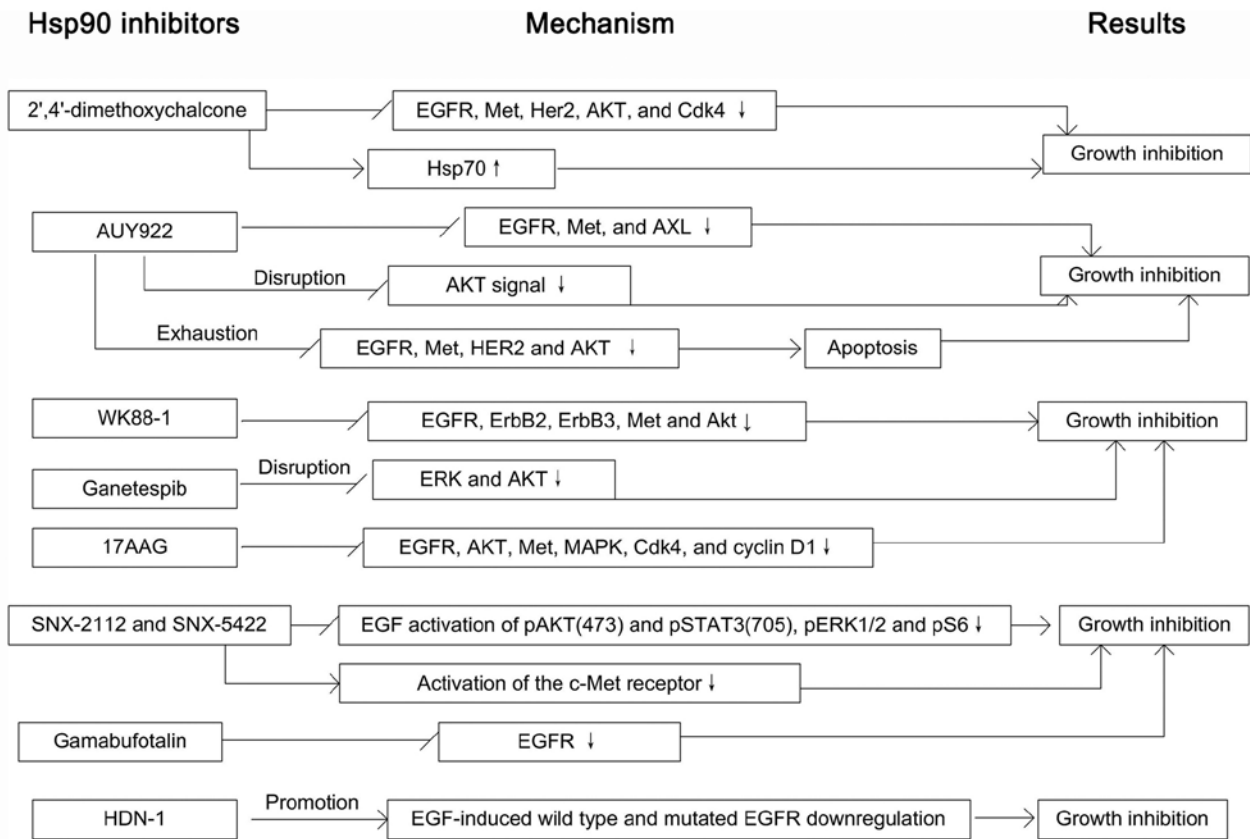 Hsp90 inhibitors Mechanism Results
2',4'-dimethoxychalcone EGFR, Met, Her2, AKT, and Cdk4 ↓
Growth inhibition
Hsp70 ↑
AUY922 EGFR, Met, and AXL ↓
Disruption AKT signal ↓ Growth inhibition
Exhaustion EGFR, Met, HER2 and AKT ↓ Apoptosis
WK88-1 EGFR, ErbB2, ErbB3, Met and Akt ↓ Growth inhibition
Ganetespib Disruption ERK and AKT ↓
17AAG EGFR, AKT, Met, MAPK, Cdk4, and cyclin D1 ↓
SNX-2112 and SNX-5422 EGF activation of pAKT(473) and pSTAT3(705), pERK1/2 and pS6 ↓ Growth inhibition
Activation of the c-Met receptor ↓
Gamabufotalin EGFR ↓
HDN-1 Promotion EGF-induced wild type and mutated EGFR downregulation Growth inhibition